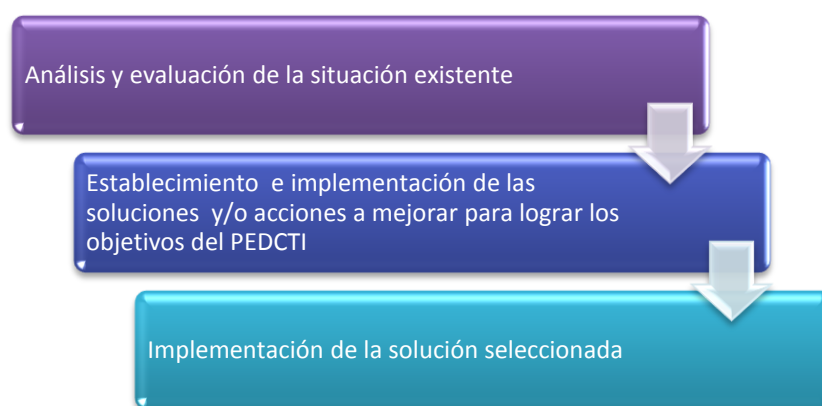 Análisis y evaluación de la situación existente
Establecimiento e implementación de las
soluciones y/o acciones a mejorar para lograr los
objetivos del PEDCTI
Implementación de la solución seleccionada